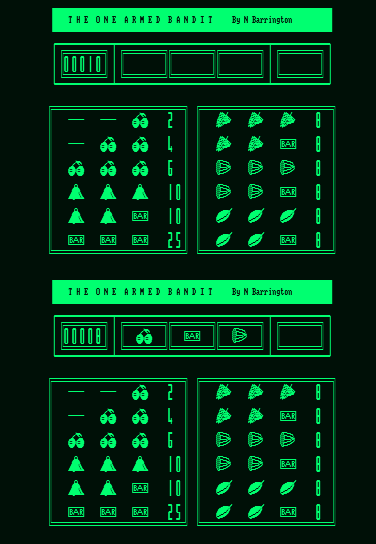 THE ONE ARMED BANDIT By N Barrington
00010
2 8
BAR
4 BAR 8
6 8
10 BAR 8
BAR 10 8
BAR BAR BAR 25 BAR 8
THE ONE ARMED BANDIT By N Barrington
00008 BAR
2 8
4 BAR 8
6 8
10 BAR 8
BAR 10 8
BAR BAR BAR 25 BAR 8